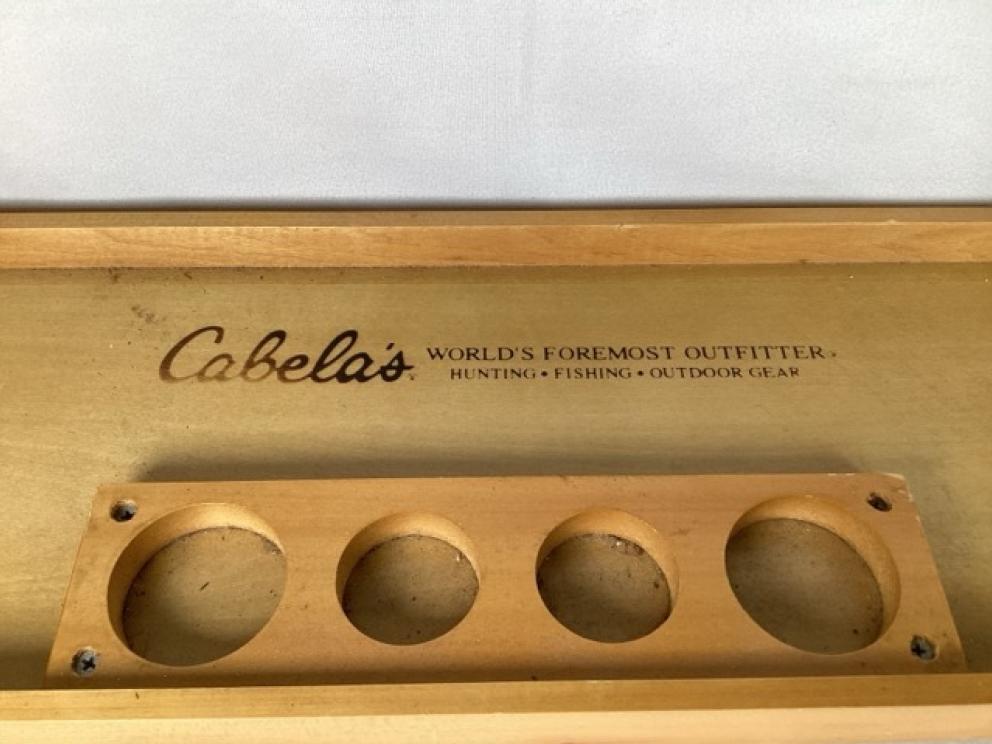 Cabela's WORLD'S FOREMOST OUTFITTER
HUNTING • FISHING • OUTDOOR GEAR